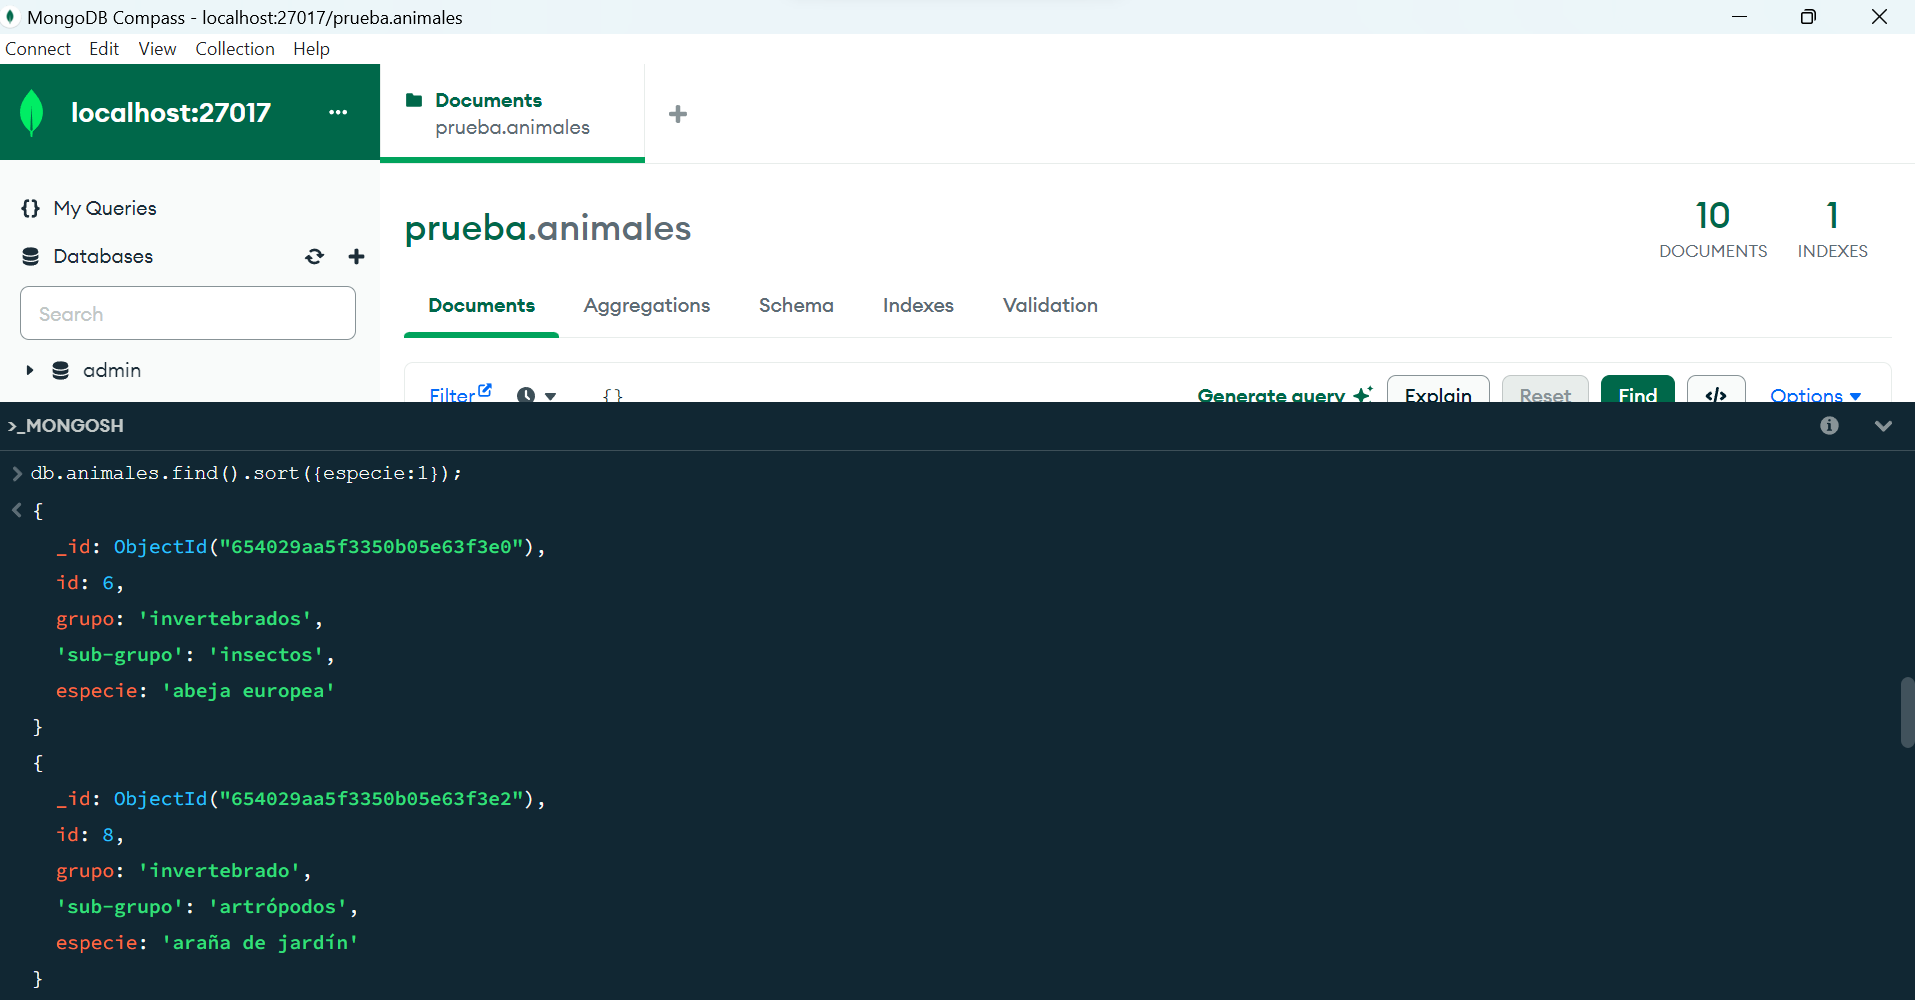 MongoDB Compass - localhost:27017/prueba.animales
Connect Edit View Collection Help
localhost:27017 ...
Documents
prueba.animales
+
{} My Queries
Databases
Search
admin
prueba.animales
10
DOCUMENTS
1
INDEXES
Documents Aggregations Schema Indexes Validation
Filter {} Generate query Explain Reset Find </> Options
>_MONGOSH
> db.animales.find().sort({especie:1});
< {
_id: ObjectId("654029aa5f3350b05e63f3e0"),
id: 6,
grupo: 'invertebrados',
'sub-grupo': 'insectos',
especie: 'abeja europea'
}
{
_id: ObjectId("654029aa5f3350b05e63f3e2"),
id: 8,
grupo: 'invertebrado',
'sub-grupo': 'artrópodos',
especie: 'araña de jardín'
}